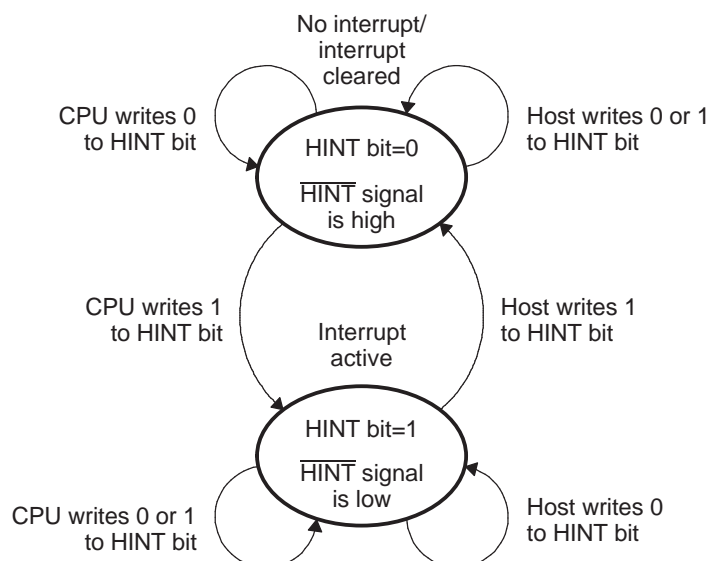 No interrupt/
interrupt
cleared
CPU writes 0
to HINT bit
Host writes 0 or 1
to HINT bit
HINT bit=0
H̅I̅N̅T̅ signal
is high
CPU writes 1
to HINT bit
Host writes 1
to HINT bit
Interrupt
active
HINT bit=1
H̅I̅N̅T̅ signal
is low
CPU writes 0 or 1
to HINT bit
Host writes 0
to HINT bit